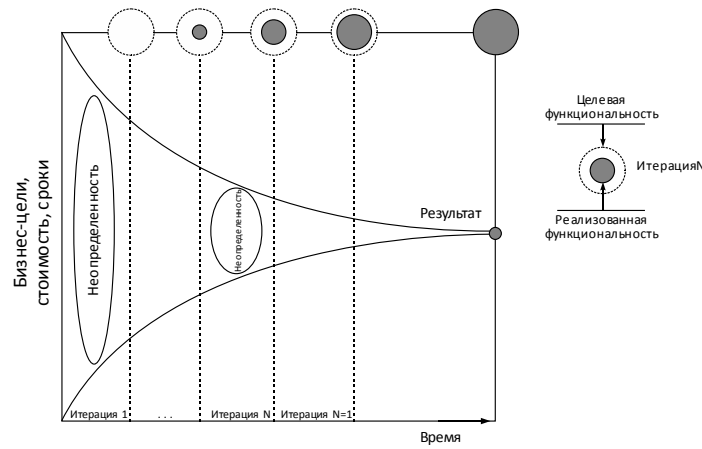 Бизнес-цели,
стоимость, сроки
Неопределенность
Неопределенность
Результат
Итерация 1
. . .
Итерация N
Итерация N=1
Время
Целевая
функциональность
ИтерацияN
Реализованная
функциональность